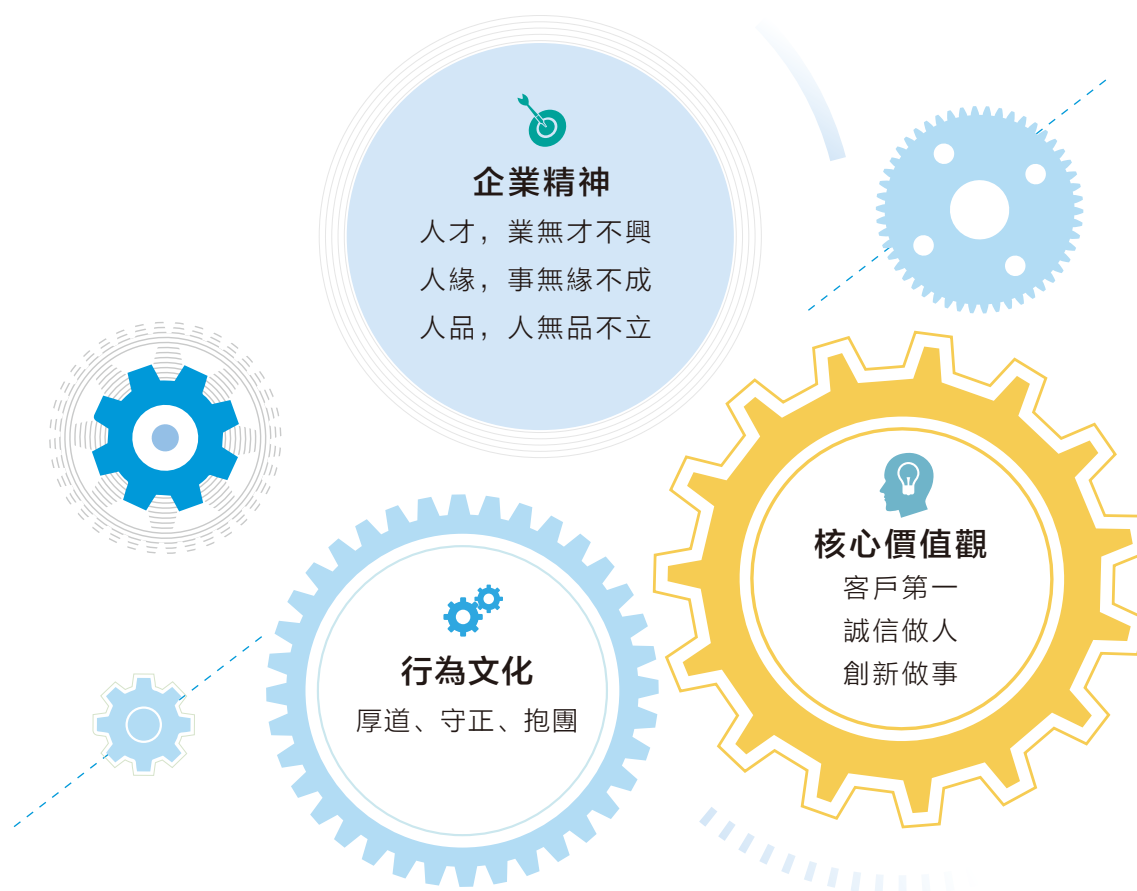 企業精神
人才，業無才不興
人緣，事無緣不成
人品，人無品不立
核心價值觀
客戶第一
誠信做人
創新做事
行為文化
厚道、守正、抱團